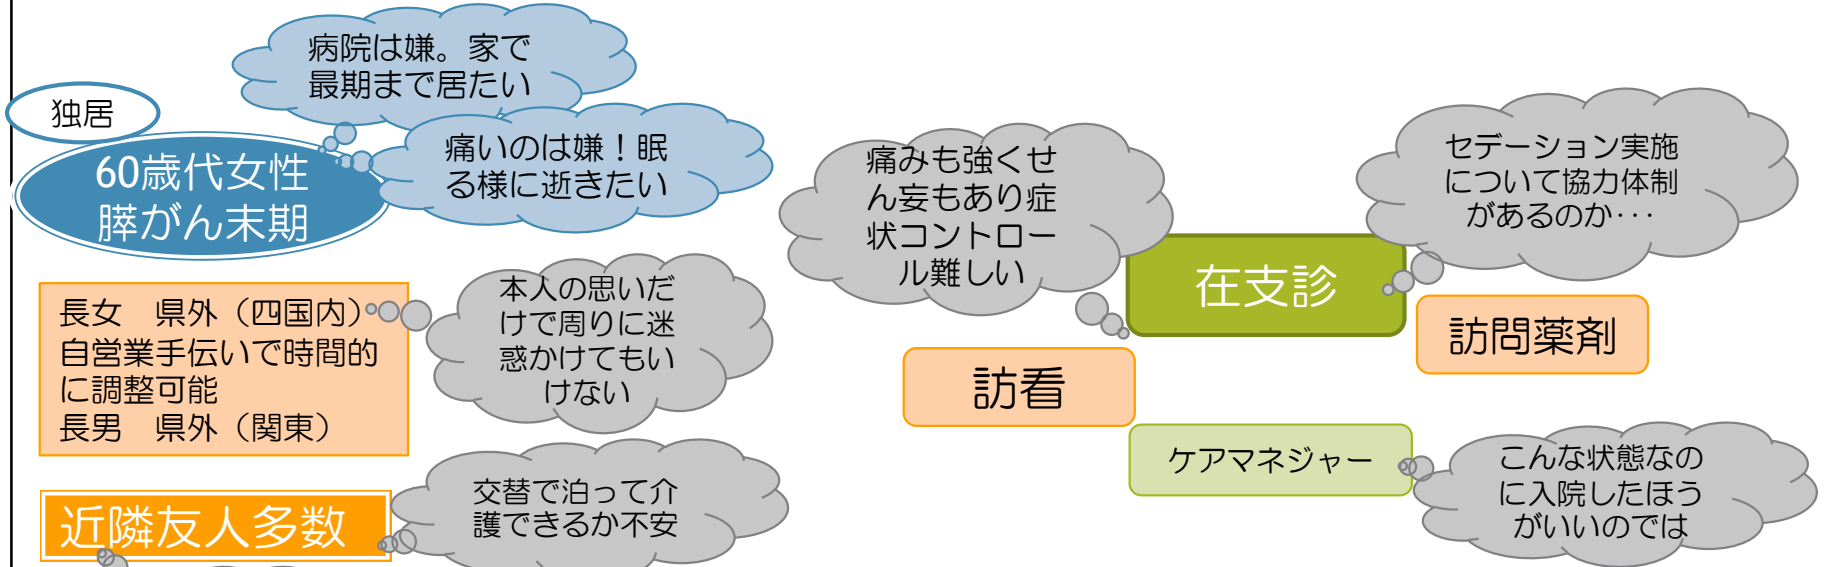 病院は嫌。家で
最期まで居たい
独居
60歳代女性
膵がん末期
痛いのは嫌！眠
る様に逝きたい
長女　県外（四国内）
自営業手伝いで時間的
に調整可能
長男　県外（関東）
本人の思いだ
けで周りに迷
惑かけてもい
けない
近隣友人多数
交替で泊って介
護できるか不安
痛みも強くせ
ん妄もあり症
状コントロー
ル難しい
在支診
セデーション実施
について協力体制
があるのか･･･
訪問薬剤
訪看
ケアマネジャー
こんな状態なの
に入院したほう
がいいのでは